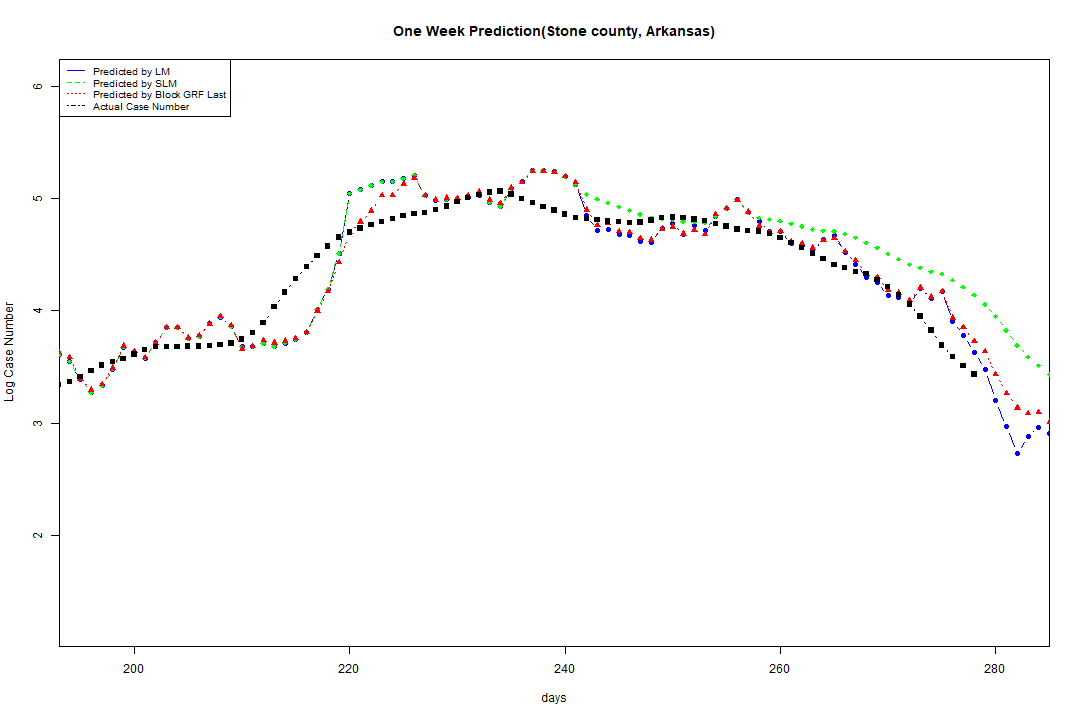 One Week Prediction(Stone county, Arkansas)
Predicted by LM
Predicted by SLM
Predicted by Block GRF Last
Actual Case Number
6
5
4
3
2
Log Case Number
200
220
240
260
280
days